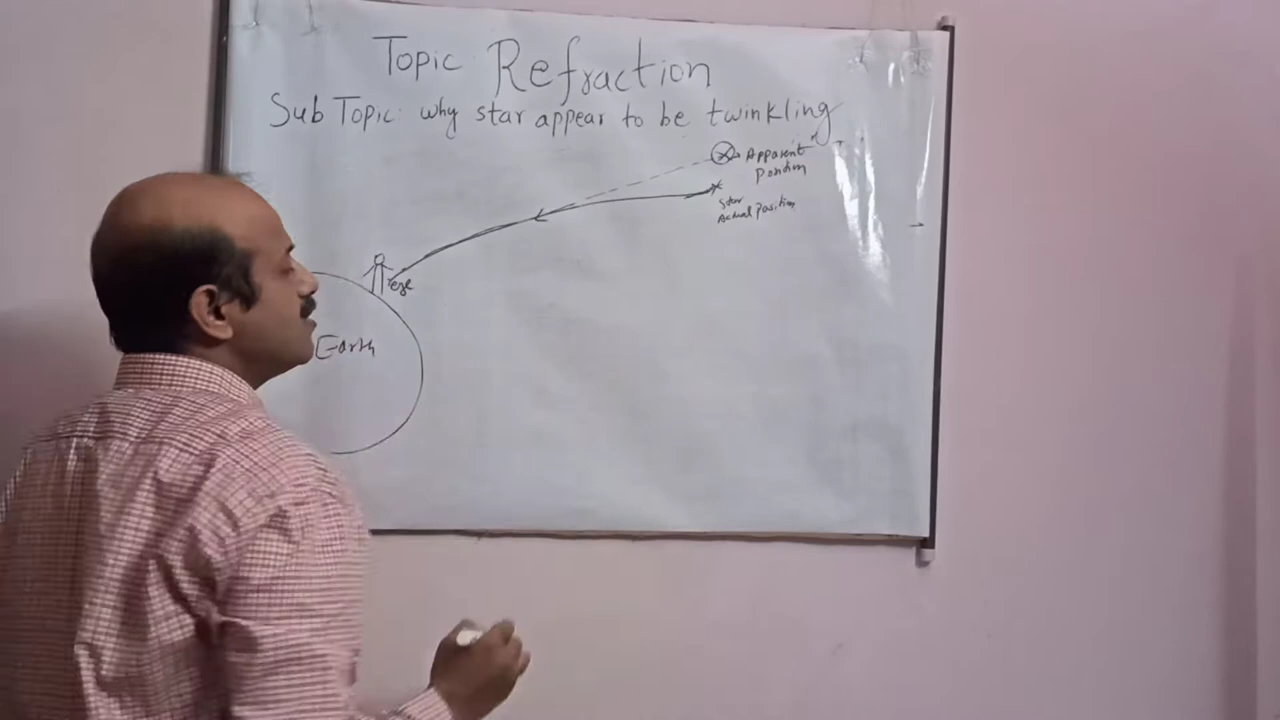 Topic Refraction
Sub Topic: why star appear to be twinkling
Apparent
Position
Star
Actual Position
eye
Earth